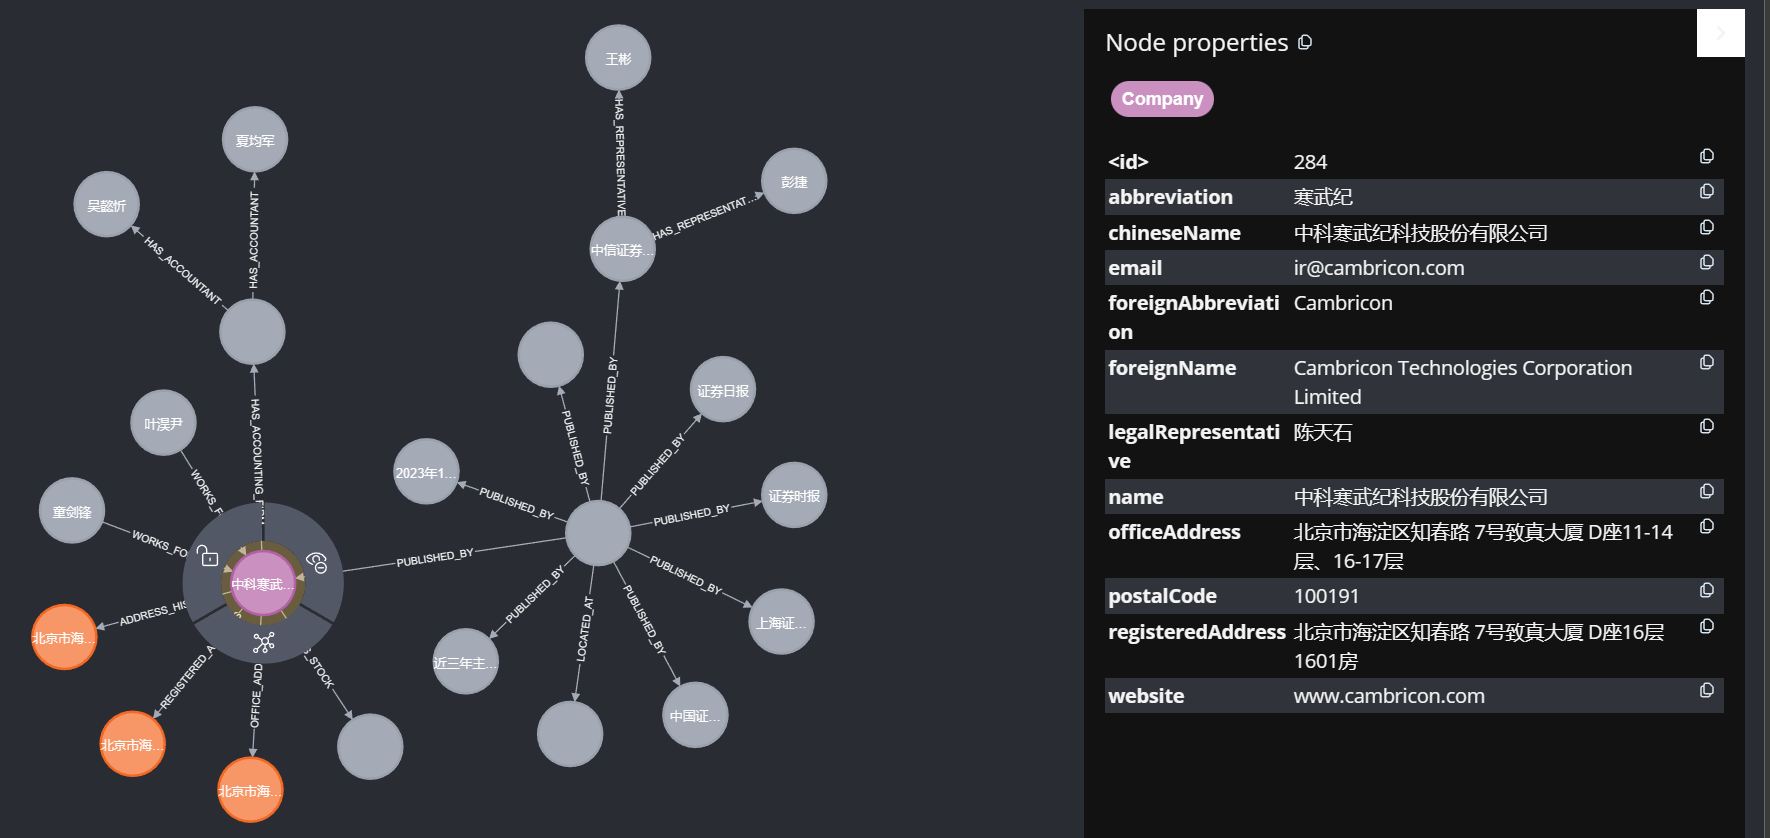 王彬
HAS_REPRESENTATIVE
夏均军
吴懿忻
彭捷
HAS_REPRESENTAT...
HAS_ACCOUNTANT
HAS_ACCOUNTANT
中信证券...
PUBLISHED_BY
证券日报
PUBLISHED_BY
PUBLISHED_BY
叶淏尹
2023年1...
PUBLISHED_BY
证券时报
PUBLISHED_BY
HAS_ACCOUNTING_F
WORKS_F
童剑锋
WORKS_FO
PUBLISHED_BY
中科寒武...
PUBLISHED_BY
PUBLISHED_BY
PUBLISHED_BY
LOCATED_AT
上海证...
ADDRESS_HIS
北京市海...
近三年主...
REGISTERED_A
OFFICE_ADD
S_STOCK
中国证...
北京市海...
北京市海...
Node properties
Company
<id> 284
abbreviation 寒武纪
chineseName 中科寒武纪科技股份有限公司
email ir@cambricon.com
foreignAbbreviati Cambricon
on
foreignName Cambricon Technologies Corporation
Limited
legalRepresentati 陈天石
ve
name 中科寒武纪科技股份有限公司
officeAddress 北京市海淀区知春路 7号致真大厦 D座11-14
层、16-17层
postalCode 100191
registeredAddress 北京市海淀区知春路 7号致真大厦 D座16层
1601房
website www.cambricon.com